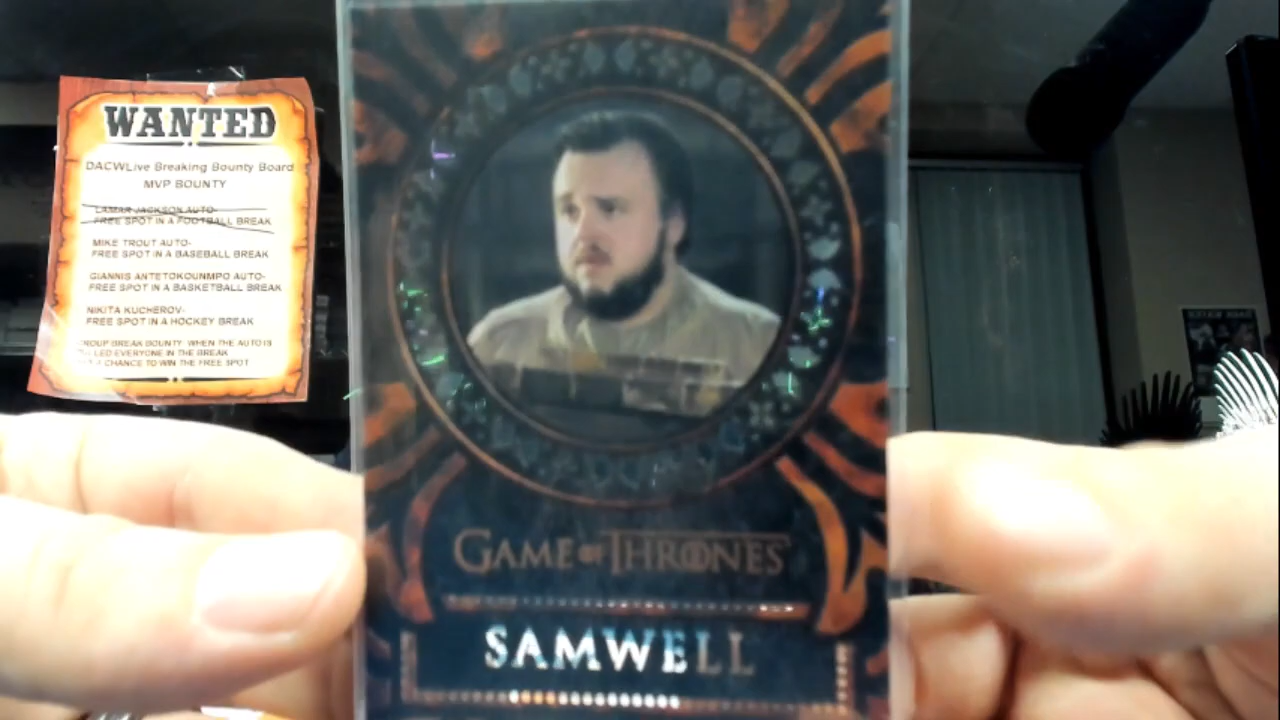 WANTED
DACWLive Breaking Bounty Board
MVP BOUNTY
LAMAR JACKSON AUTO-
FREE SPOT IN A FOOTBALL BREAK
MIKE TROUT AUTO-
FREE SPOT IN A BASEBALL BREAK
GIANNIS ANTETOKOUNMPO AUTO-
FREE SPOT IN A BASKETBALL BREAK
NIKITA KUCHEROV-
FREE SPOT IN A HOCKEY BREAK
GROUP BREAK BOUNTY: WHEN THE AUTO IS
EVERYONE IN THE BREAK
A CHANCE TO WIN THE FREE SPOT
GAME OF THRONES
SAMWELL